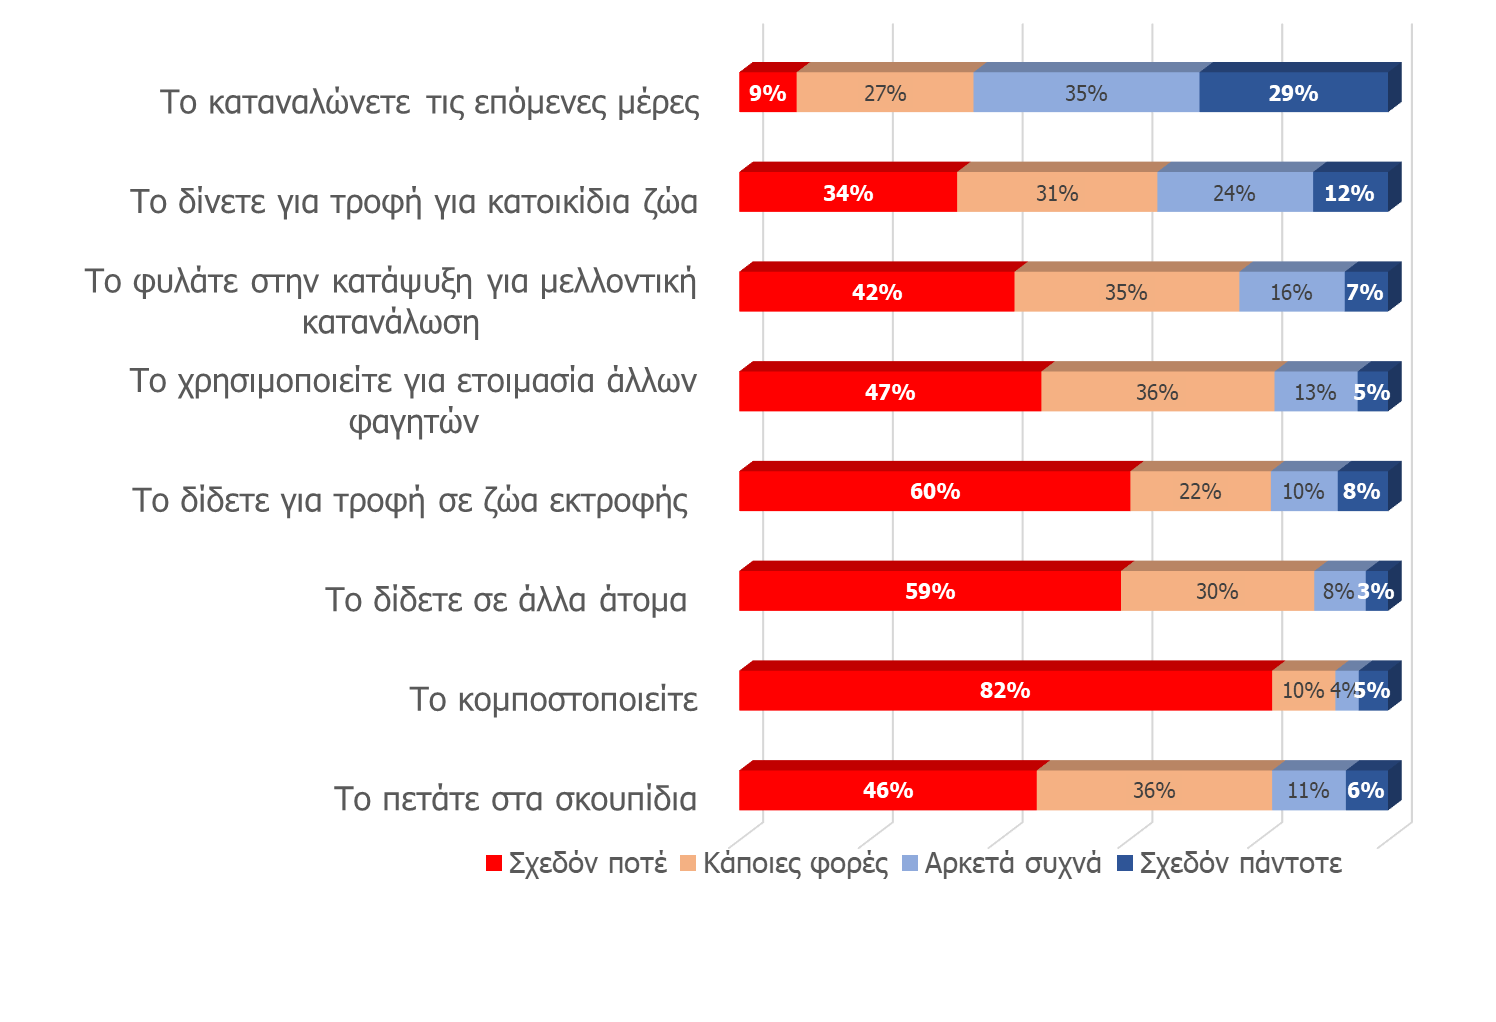 Το καταναλώνετε τις επόμενες μέρες
9% 27% 35% 29%
Το δίνετε για τροφή για κατοικίδια ζώα
34% 31% 24% 12%
Το φυλάτε στην κατάψυξη για μελλοντική
κατανάλωση
42% 35% 16% 7%
Το χρησιμοποιείτε για ετοιμασία άλλων
φαγητών
47% 36% 13% 5%
Το δίδετε για τροφή σε ζώα εκτροφής
60% 22% 10% 8%
Το δίδετε σε άλλα άτομα
59% 30% 8% 3%
Το κομποστοποιείτε
82% 10% 4% 5%
Το πετάτε στα σκουπίδια
46% 36% 11% 6%
Σχεδόν ποτέ Κάποιες φορές Αρκετά συχνά Σχεδόν πάντοτε